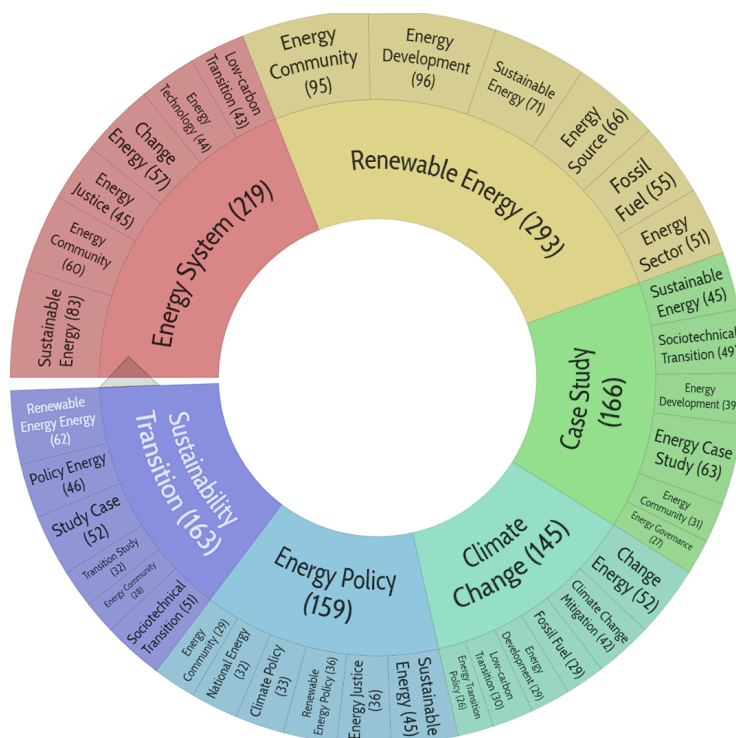 Energy System (219)
Sustainable
Energy (83)
Energy
Community
(60)
Energy
Justice (45)
Change
Energy (57)
Energy
Technology (44)
Low-carbon
Transition (43)
Renewable Energy (293)
Energy
Community
(95)
Energy
Development
(96)
Sustainable
Energy (71)
Energy
Source (66)
Fossil
Fuel (55)
Energy
Sector (51)
Case Study
(166)
Sustainable
Energy (45)
Sociotechnical
Transition (49)
Energy
Development (39
Energy Case
Study (63)
Energy
Community (31)
Energy Governance
(27)
Climate
Change (145)
Change
Energy (52)
Climate Change
Mitigation (42)
Fossil Fuel (29)
Energy
Development (29)
Low-carbon
Transition (30)
Energy Transition
Policy (26)
Energy Policy
(159)
Sustainable
Energy (45)
Energy Justice
(36)
Renewable
Energy Policy (36)
Climate Policy
(33)
National Energy
(32)
Energy
Community (29)
Sustainability
Transition (163)
Sociotechnical
Transition (51)
Energy Community
(28)
Transition Study
(32)
Study Case
(52)
Policy Energy
(46)
Renewable
Energy Energy
(62)